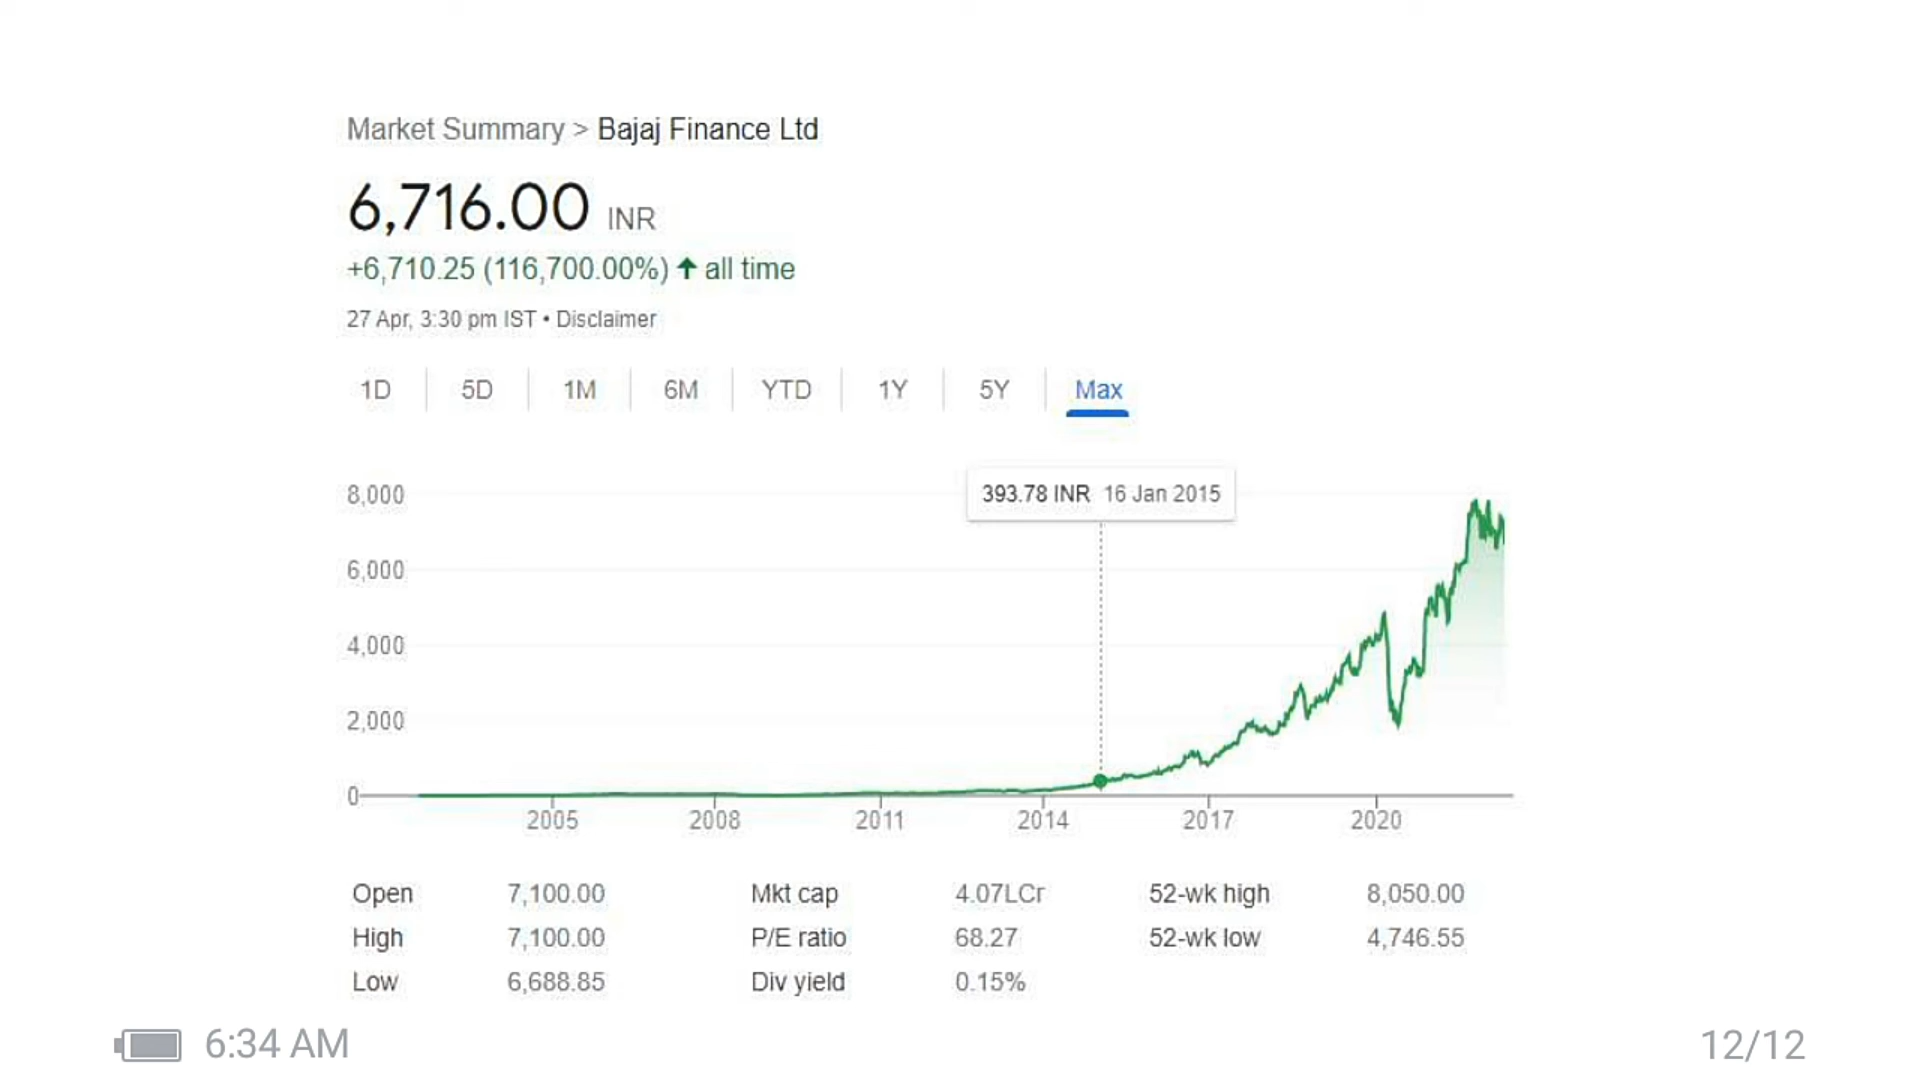 Market Summary > Bajaj Finance Ltd
6,716.00 INR
+6,710.25 (116,700.00%) ↑ all time
27 Apr, 3:30 pm IST • Disclaimer
1D 5D 1M 6M YTD 1Y 5Y Max
393.78 INR 16 Jan 2015
8,000
6,000
4,000
2,000
0
2005 2008 2011 2014 2017 2020
Open 7,100.00 Mkt cap 4.07LCr 52-wk high 8,050.00
High 7,100.00 P/E ratio 68.27 52-wk low 4,746.55
Low 6,688.85 Div yield 0.15%
6:34 AM 12/12